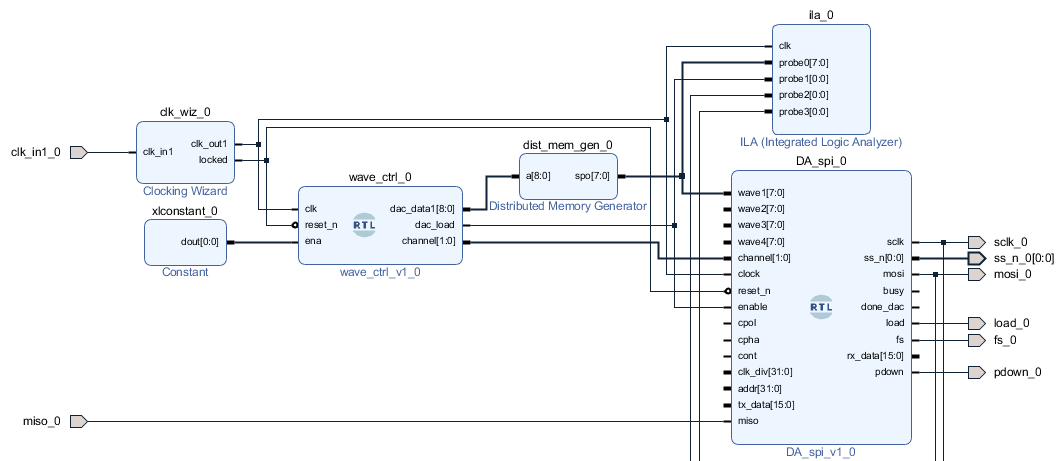 ila_0
clk
probe0[7:0]
probe1[0:0]
probe2[0:0]
probe3[0:0]
ILA (Integrated Logic Analyzer)
clk_wiz_0
clk_in1_0
clk_in1
clk_out1
locked
Clocking Wizard
dist_mem_gen_0
a[8:0]
spo[7:0]
Distributed Memory Generator
wave_ctrl_0
clk
reset_n
ena
RTL
dac_data1[8:0]
dac_load
channel[1:0]
wave_ctrl_v1_0
xlconstant_0
dout[0:0]
Constant
DA_spi_0
wave1[7:0]
wave2[7:0]
wave3[7:0]
wave4[7:0]
channel[1:0]
clock
reset_n
enable
cpol
cpha
cont
clk_div[31:0]
addr[31:0]
tx_data[15:0]
miso
RTL
sclk
ss_n[0:0]
mosi
busy
done_dac
load
fs
rx_data[15:0]
pdown
DA_spi_v1_0
sclk_0
ss_n_0[0:0]
mosi_0
load_0
fs_0
pdown_0
miso_0